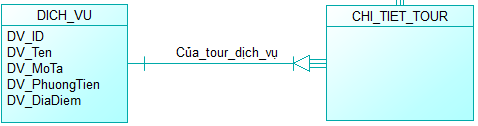 DICH_VU
DV_ID
DV_Ten
DV_MoTa
DV_PhuongTien
DV_DiaDiem
Của_tour_dịch_vụ
CHI_TIET_TOUR